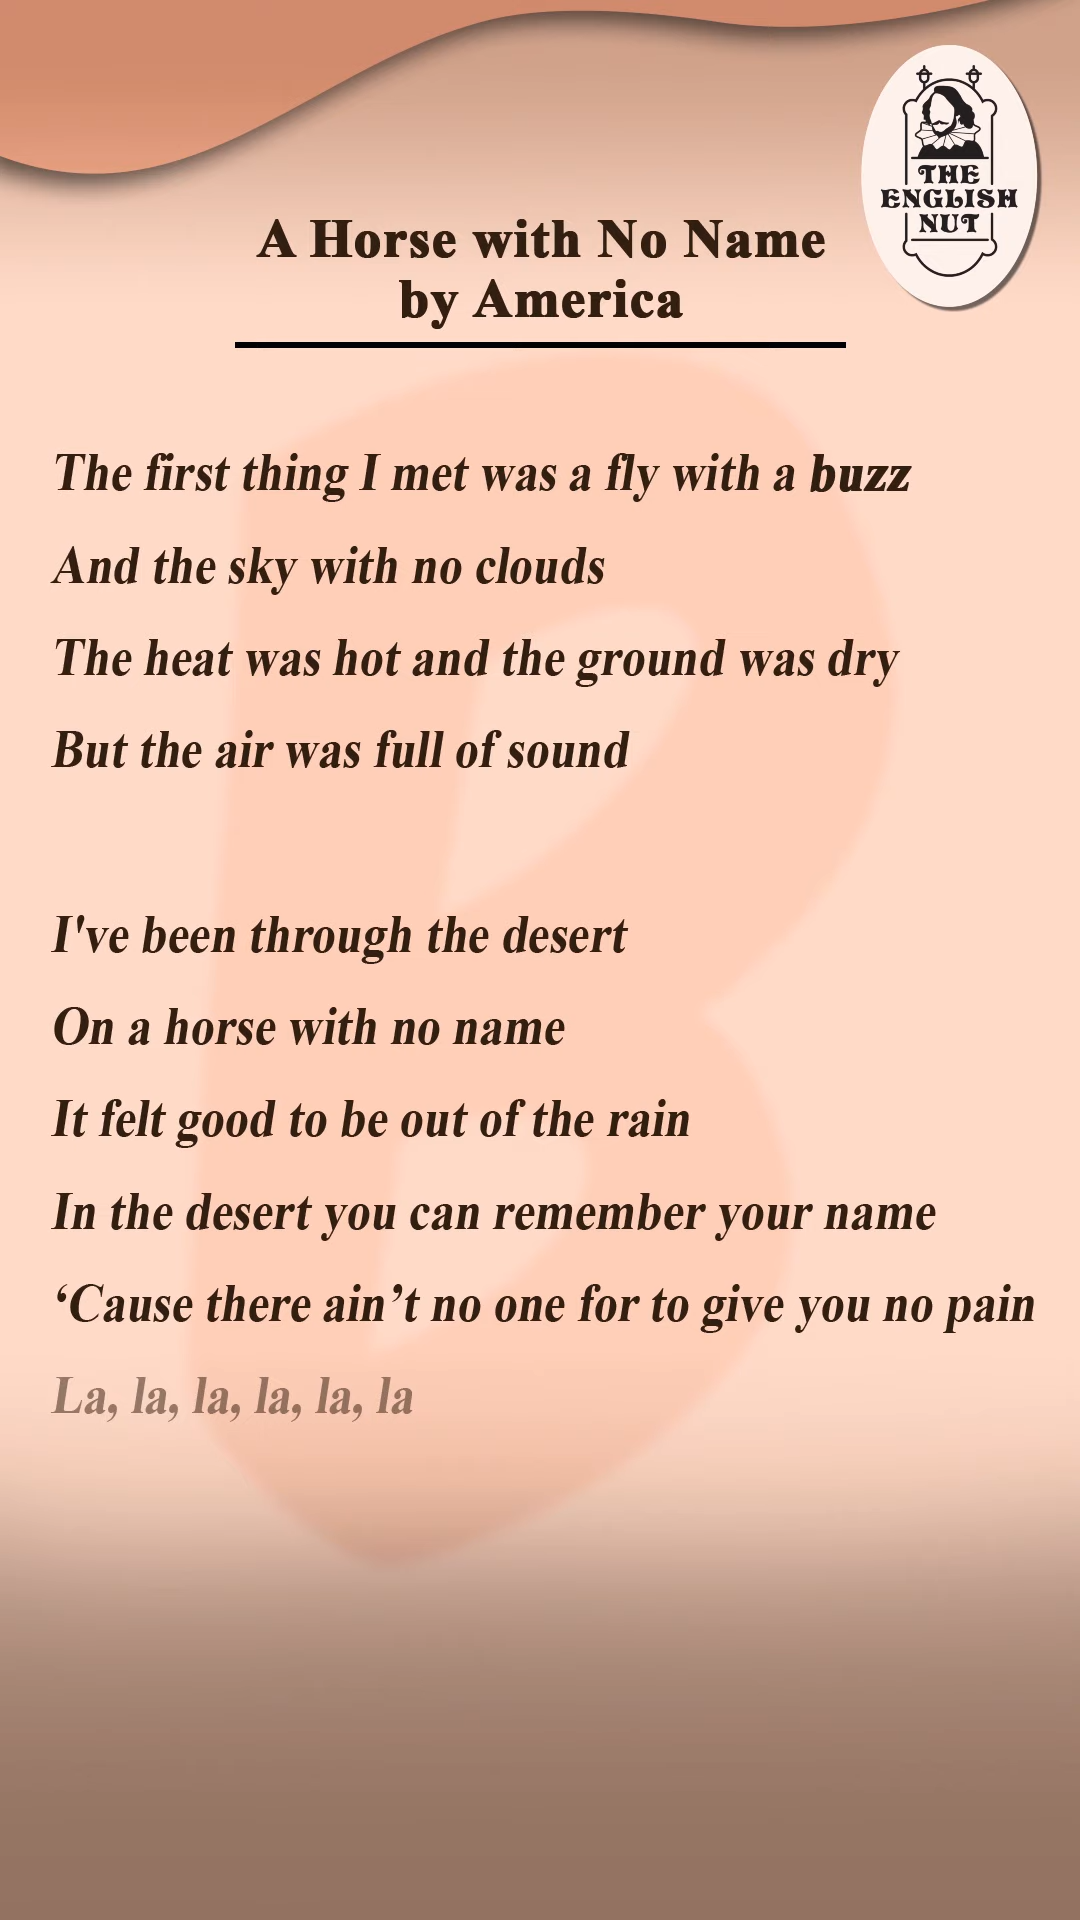 THE
ENGLISH
NUT
A Horse with No Name
by America
The first thing I met was a fly with a buzz
And the sky with no clouds
The heat was hot and the ground was dry
But the air was full of sound
I've been through the desert
On a horse with no name
It felt good to be out of the rain
In the desert you can remember your name
‘Cause there ain’t no one for to give you no pain
La, la, la, la, la, la